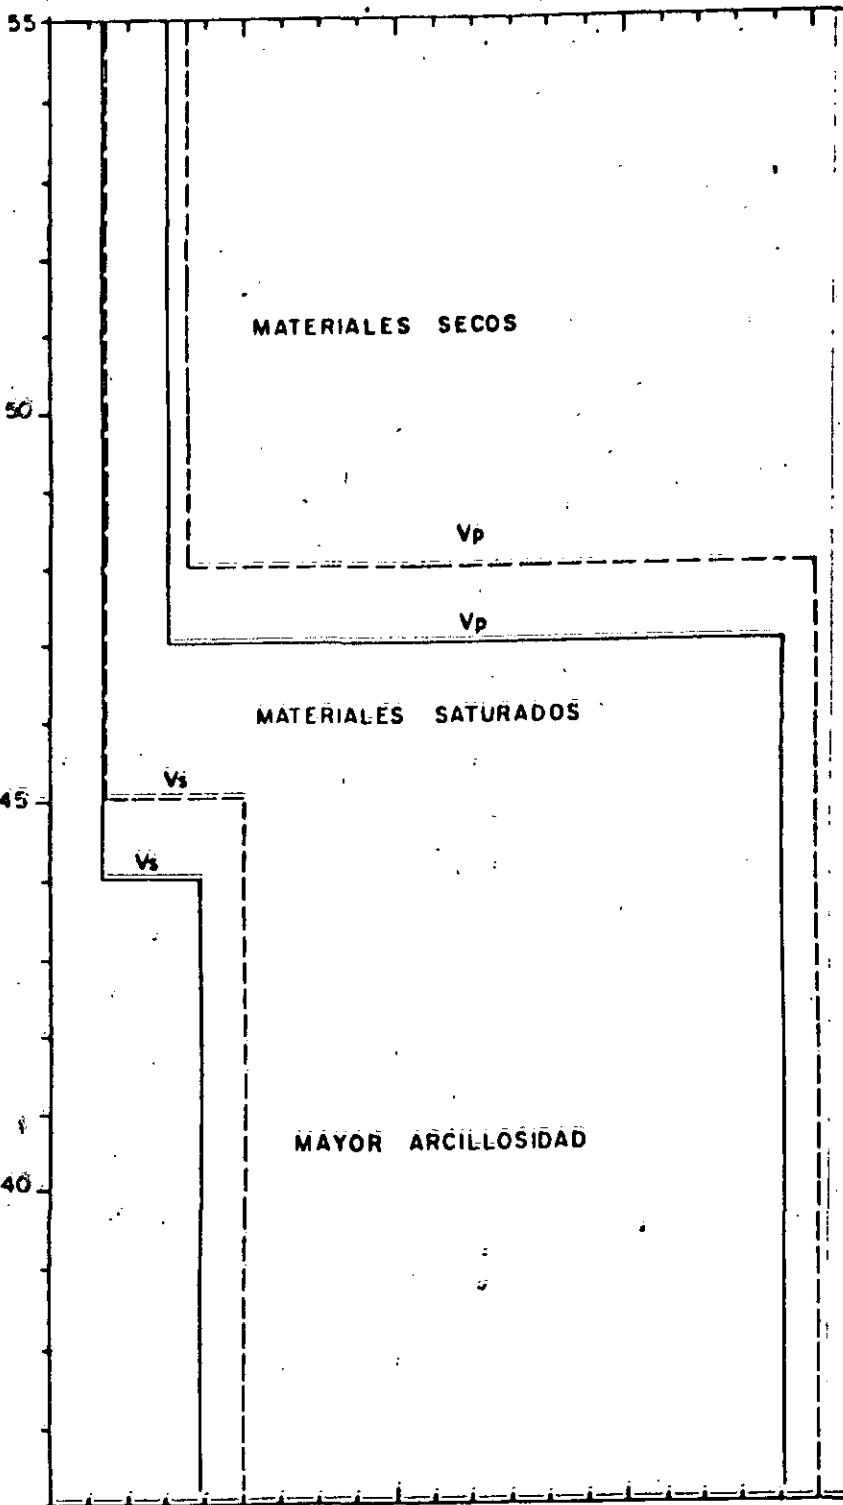 55
MATERIALES SECOS
50
Vp
Vp
MATERIALES SATURADOS
Vs
45
Vs
MAYOR ARCILLOSIDAD
40